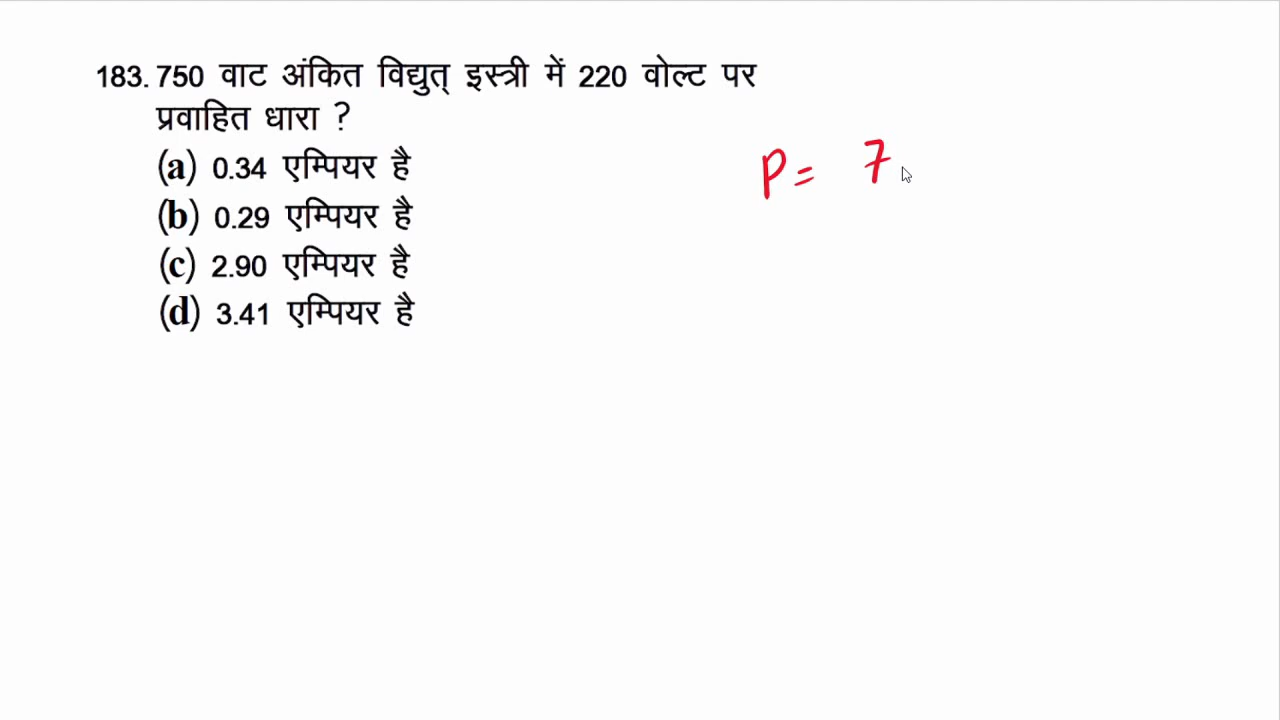 183. 750 वाट अंकित विद्युत् इस्त्री में 220 वोल्ट पर
प्रवाहित धारा ?
(a) 0.34 एम्पियर है
(b) 0.29 एम्पियर है
(c) 2.90 एम्पियर है
(d) 3.41 एम्पियर है
P = 7